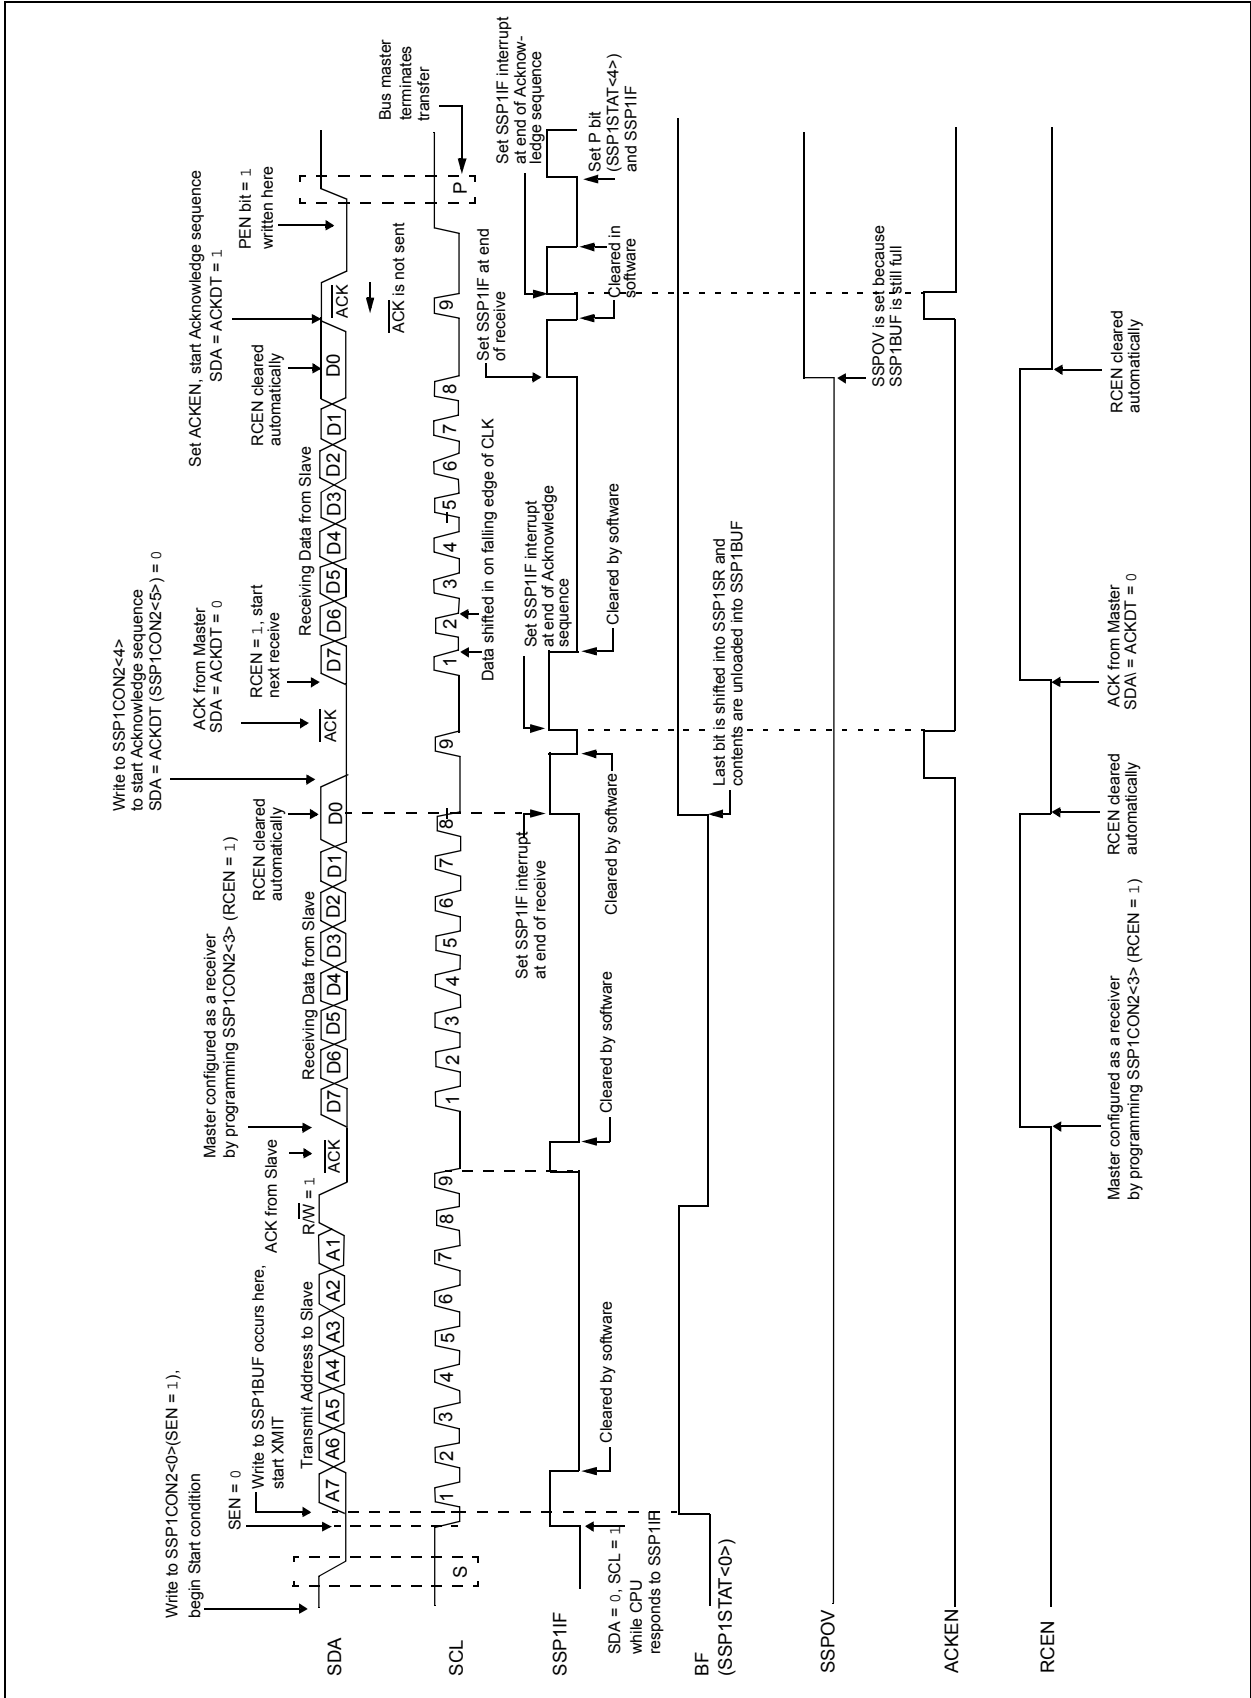 Write to SSP1CON2<0>(SEN = 1),
begin Start condition
SEN = 0
Write to SSP1BUF occurs here,
start XMIT
ACK from Slave
Master configured as a receiver
by programming SSP1CON2<3> (RCEN = 1)
RCEN cleared
automatically
Write to SSP1CON2<4>
to start Acknowledge sequence
SDA = ACKDT (SSP1CON2<5>) = 0
ACK from Master
SDA = ACKDT = 0
RCEN = 1, start
next receive
RCEN cleared
automatically
Set ACKEN, start Acknowledge sequence
SDA = ACKDT = 1
PEN bit = 1
written here
Transmit Address to Slave
R/W = 1
Receiving Data from Slave
Receiving Data from Slave
SDA
A7 A6 A5 A4 A3 A2 A1 ACK D7 D6 D5 D4 D3 D2 D1 D0 ACK D7 D6 D5 D4 D3 D2 D1 D0 ACK
ACK is not sent
Bus master
terminates
transfer
SCL
S 1 2 3 4 5 6 7 8 9 1 2 3 4 5 6 7 8 9 1 2 3 4 5 6 7 8 9 P
Data shifted in on falling edge of CLK
Set SSP1IF interrupt
at end of receive
Set SSP1IF interrupt
at end of Acknowledge
sequence
Set SSP1IF at end
of receive
Set SSP1IF interrupt
at end of Acknow-
ledge sequence
SSP1IF
SDA = 0, SCL = 1
while CPU
responds to SSP1IF
Cleared by software
Cleared by software
Cleared by software
Cleared by software
Cleared in
software
Set P bit
(SSP1STAT<4>)
and SSP1IF
BF
(SSP1STAT<0>)
Last bit is shifted into SSP1SR and
contents are unloaded into SSP1BUF
SSPOV
SSPOV is set because
SSP1BUF is still full
ACKEN
RCEN
Master configured as a receiver
by programming SSP1CON2<3> (RCEN = 1)
RCEN cleared
automatically
ACK from Master
SDA\ = ACKDT = 0
RCEN cleared
automatically